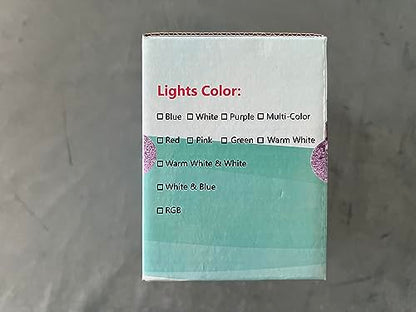 Lights Color:
☐ Blue ☐ White ☐ Purple ☐ Multi-Color
☐ Red ☐ Pink ☐ Green ☐ Warm White
☐ Warm White & White
☐ White & Blue
☐ RGB